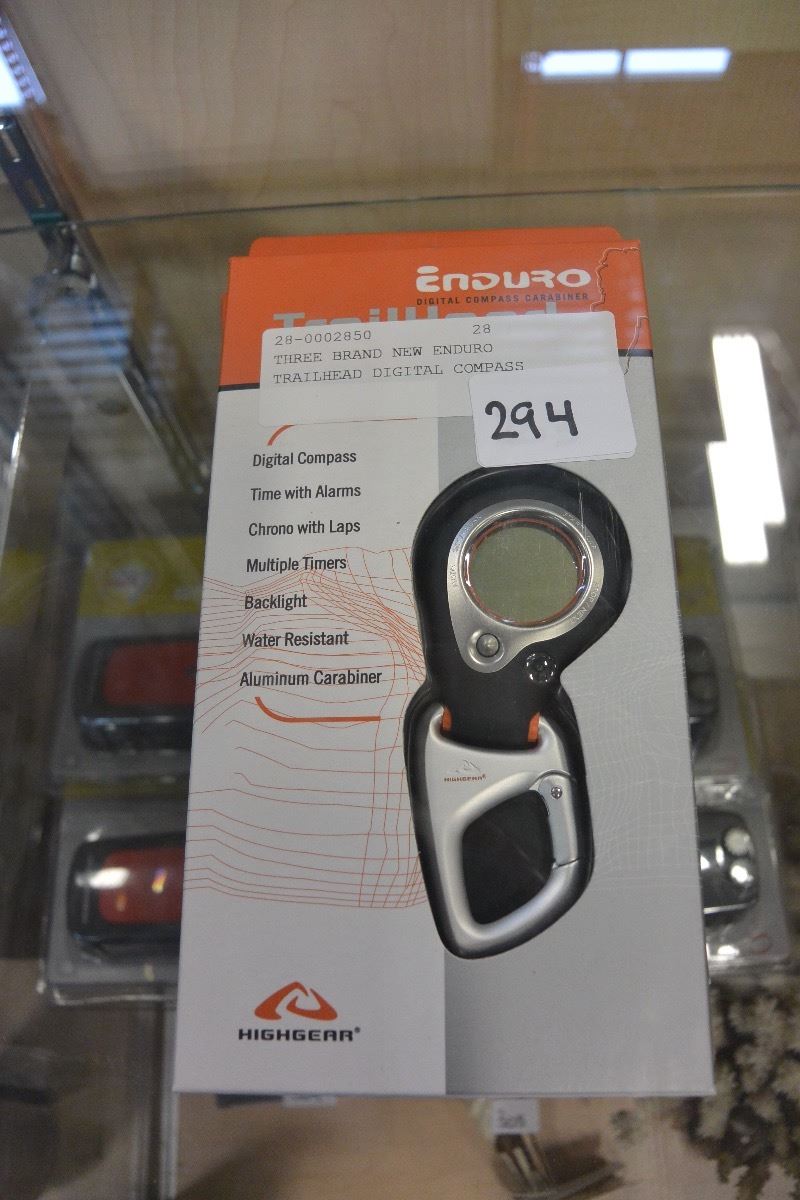 ENDURO
DIGITAL COMPASS CARABINER
TrailHead
28-0002850 28
THREE BRAND NEW ENDURO
TRAILHEAD DIGITAL COMPASS
294
Digital Compass
Time with Alarms
Chrono with Laps
Multiple Timers
Backlight
Water Resistant
Aluminum Carabiner
HIGHGEAR®
HIGHGEAR®